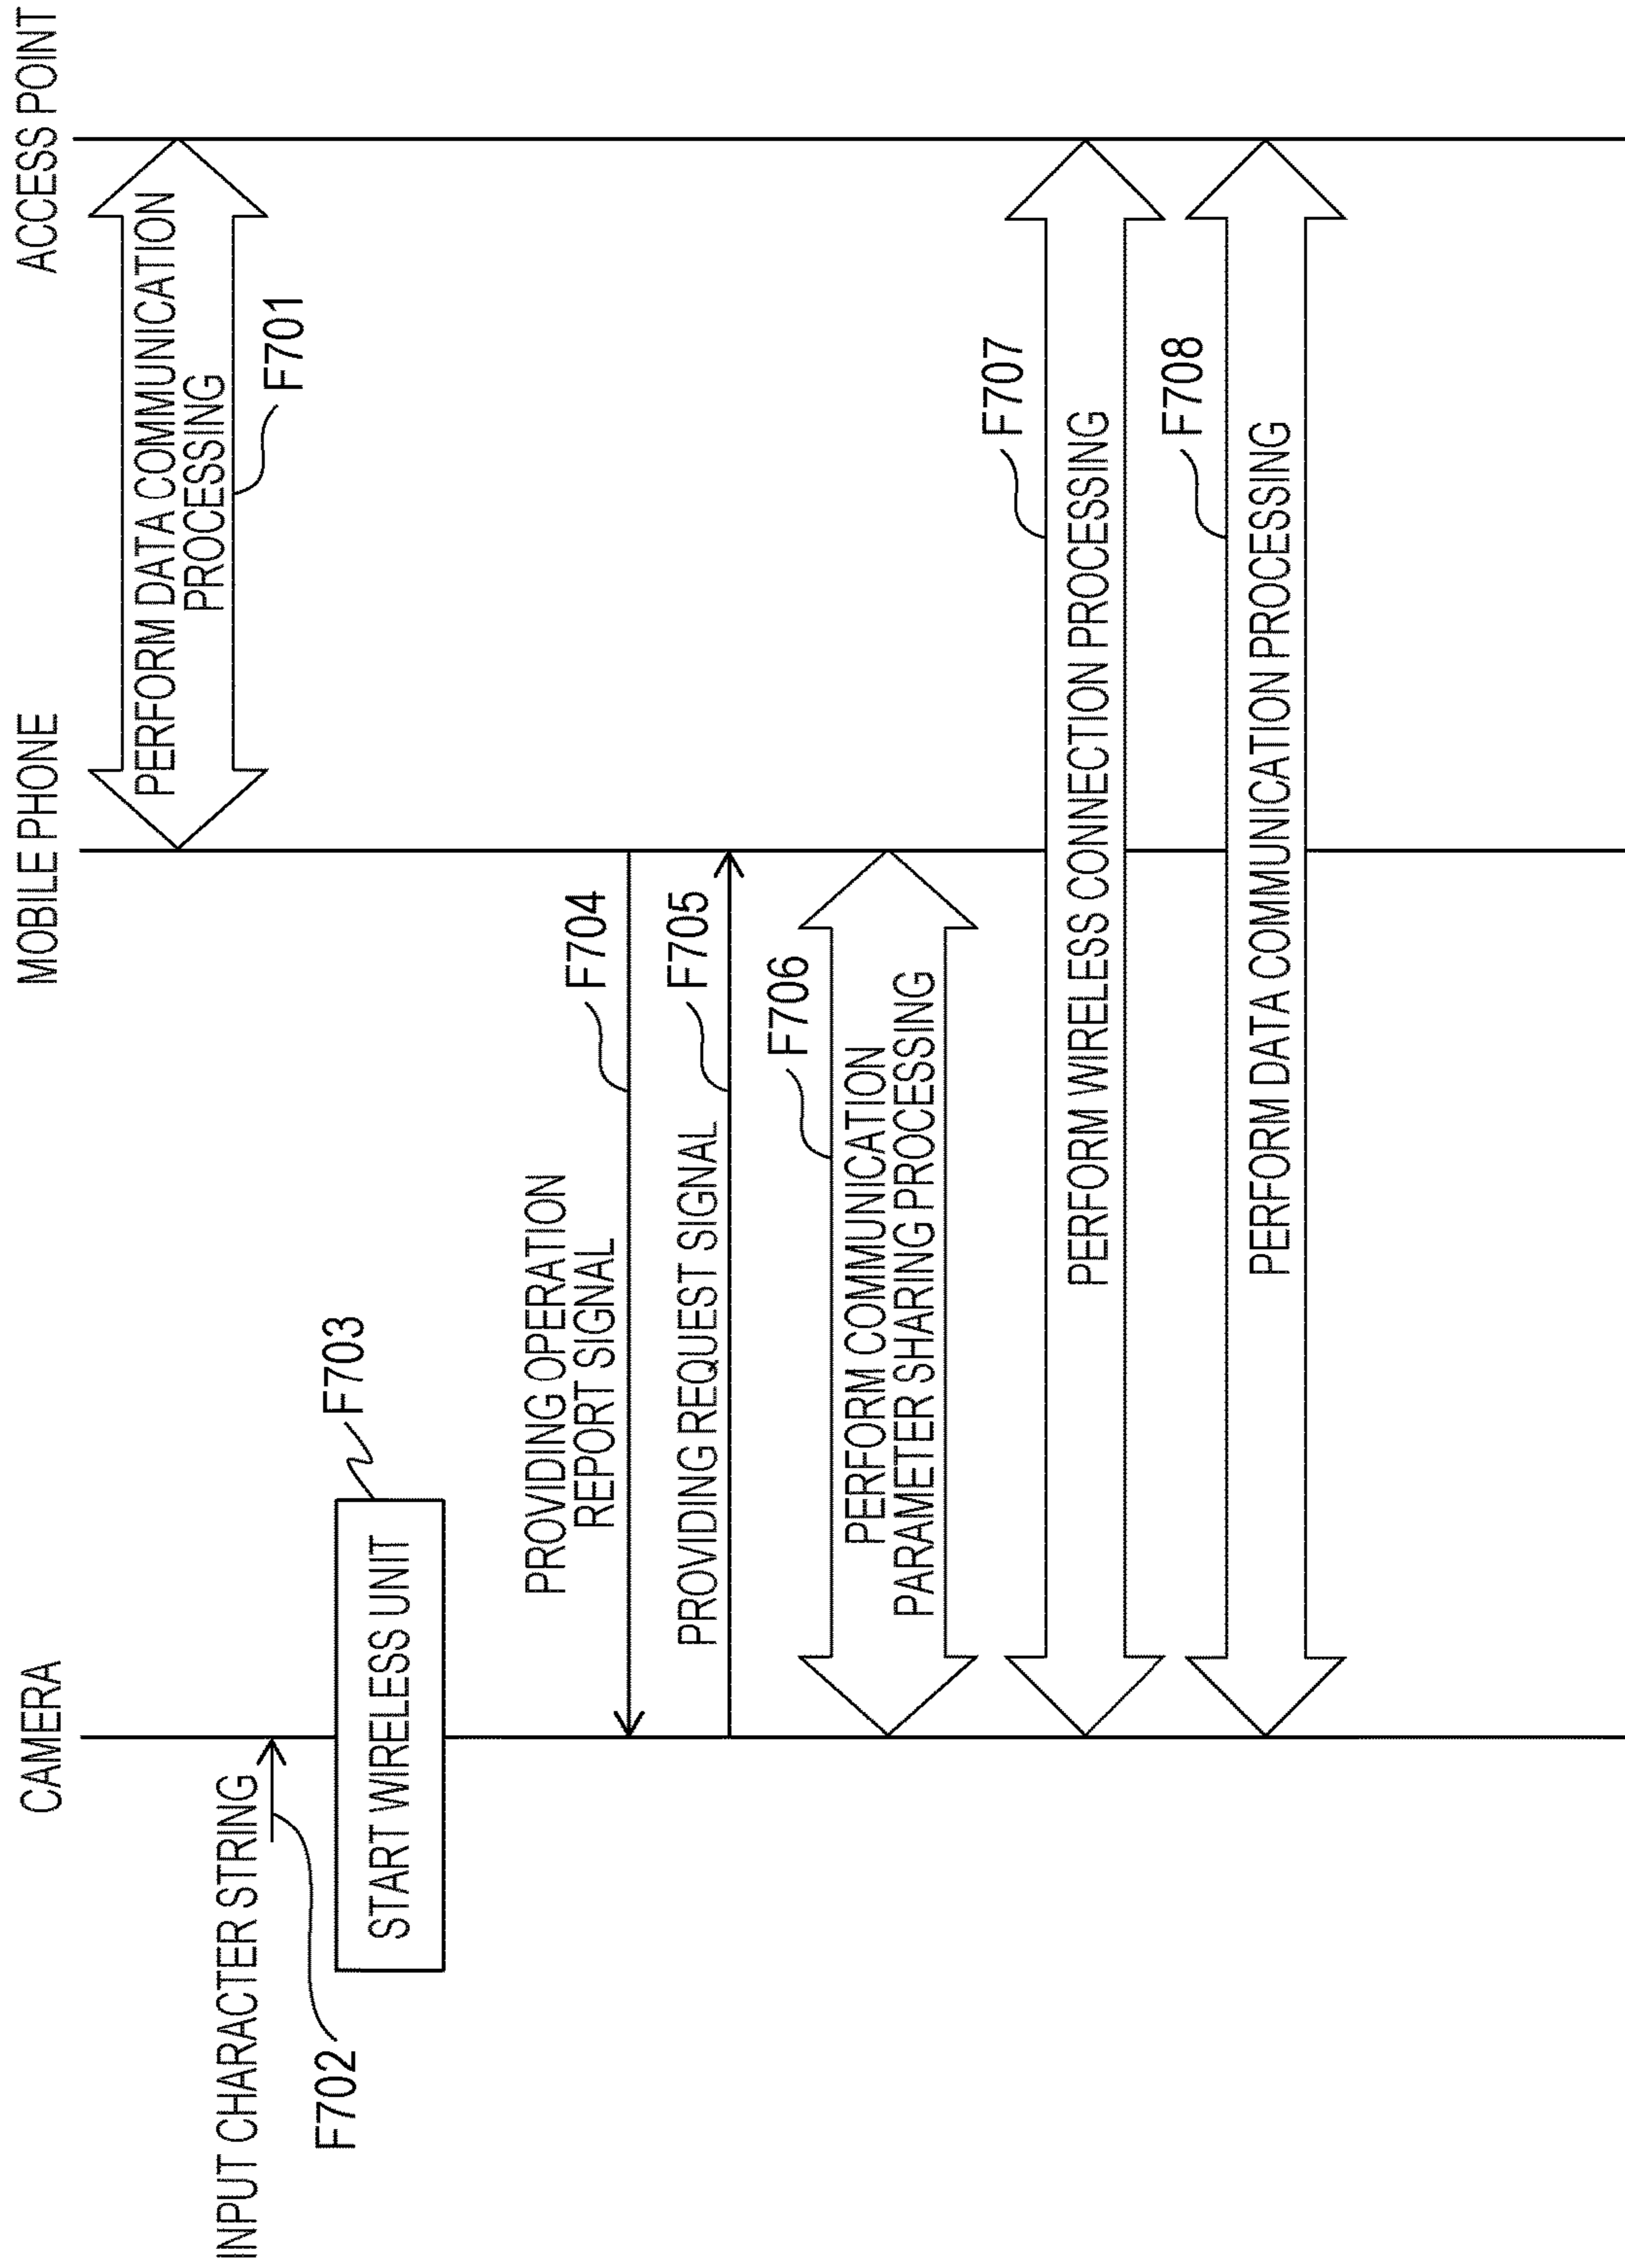 CAMERA
MOBILE PHONE
ACCESS POINT
PERFORM DATA COMMUNICATION
PROCESSING
F701
INPUT CHARACTER STRING
F702
START WIRELESS UNIT
F703
PROVIDING OPERATION
REPORT SIGNAL
F704
PROVIDING REQUEST SIGNAL
F705
F706
PERFORM COMMUNICATION
PARAMETER SHARING PROCESSING
F707
PERFORM WIRELESS CONNECTION PROCESSING
F708
PERFORM DATA COMMUNICATION PROCESSING